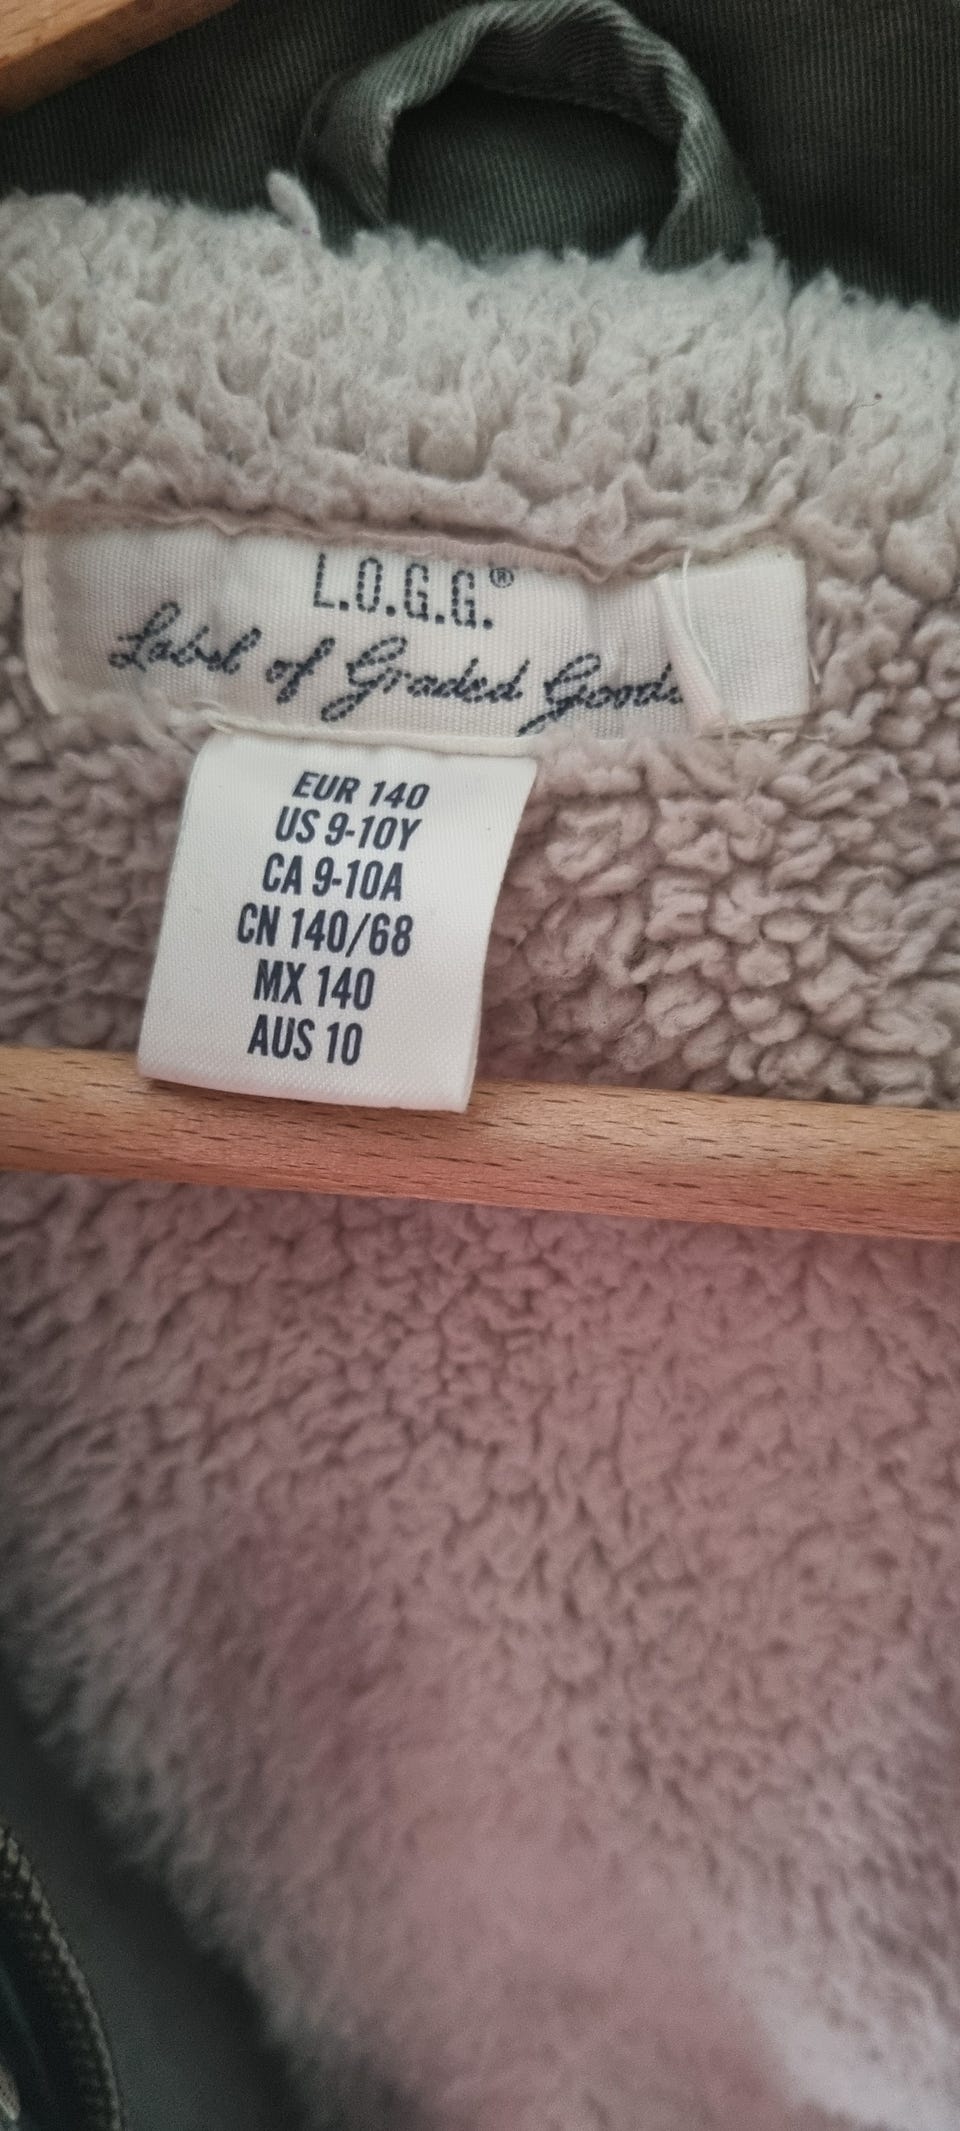 L.O.G.G.®
Label of Graded Goods
EUR 140
US 9-10Y
CA 9-10A
CN 140/68
MX 140
AUS 10